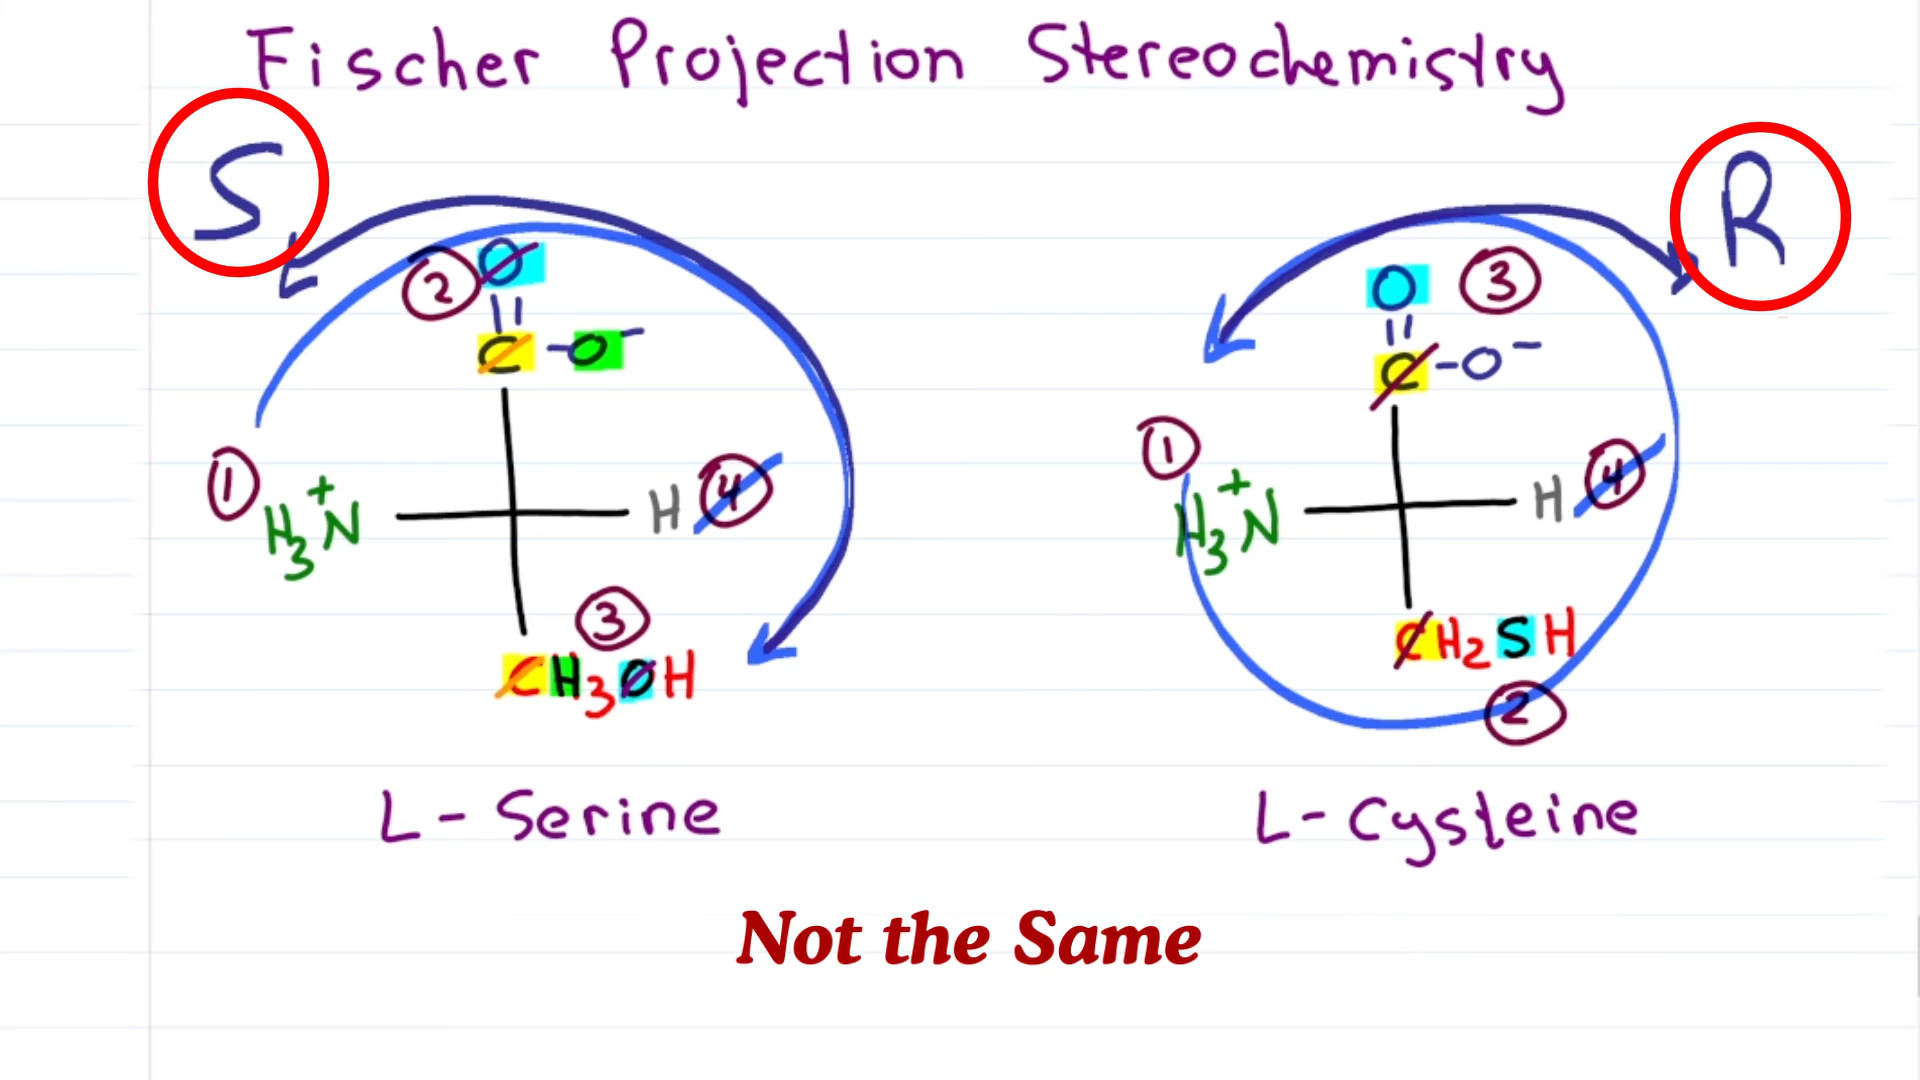 Fischer Projection Stereochemistry
S
R
2
O
O
3
C - O -
C - O -
1
H3N+
H
4
1
H3N+
H
4
3
CH3OH
CH2SH
2
L - Serine
L - Cysteine
Not the Same